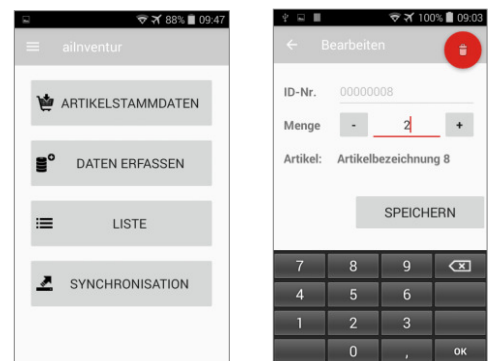 88% 09:47
aiInventur
ARTIKELSTAMMDATEN
DATEN ERFASSEN
LISTE
SYNCHRONISATION
100% 09:03
Bearbeiten
ID-Nr. 00000008
Menge - 2 +
Artikel: Artikelbezeichnung 8
SPEICHERN
7 8 9
4 5 6
1 2 3
0 , OK